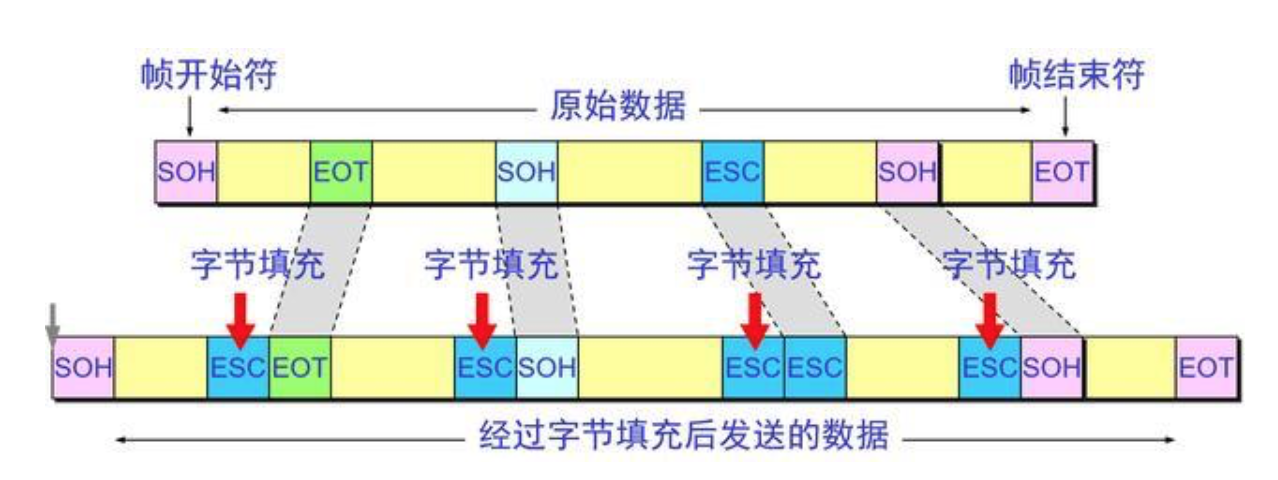 帧开始符
帧结束符
原始数据
SOH EOT SOH ESC SOH EOT
字节填充 字节填充 字节填充 字节填充
SOH ESC EOT ESC SOH ESC ESC ESC SOH EOT
经过字节填充后发送的数据